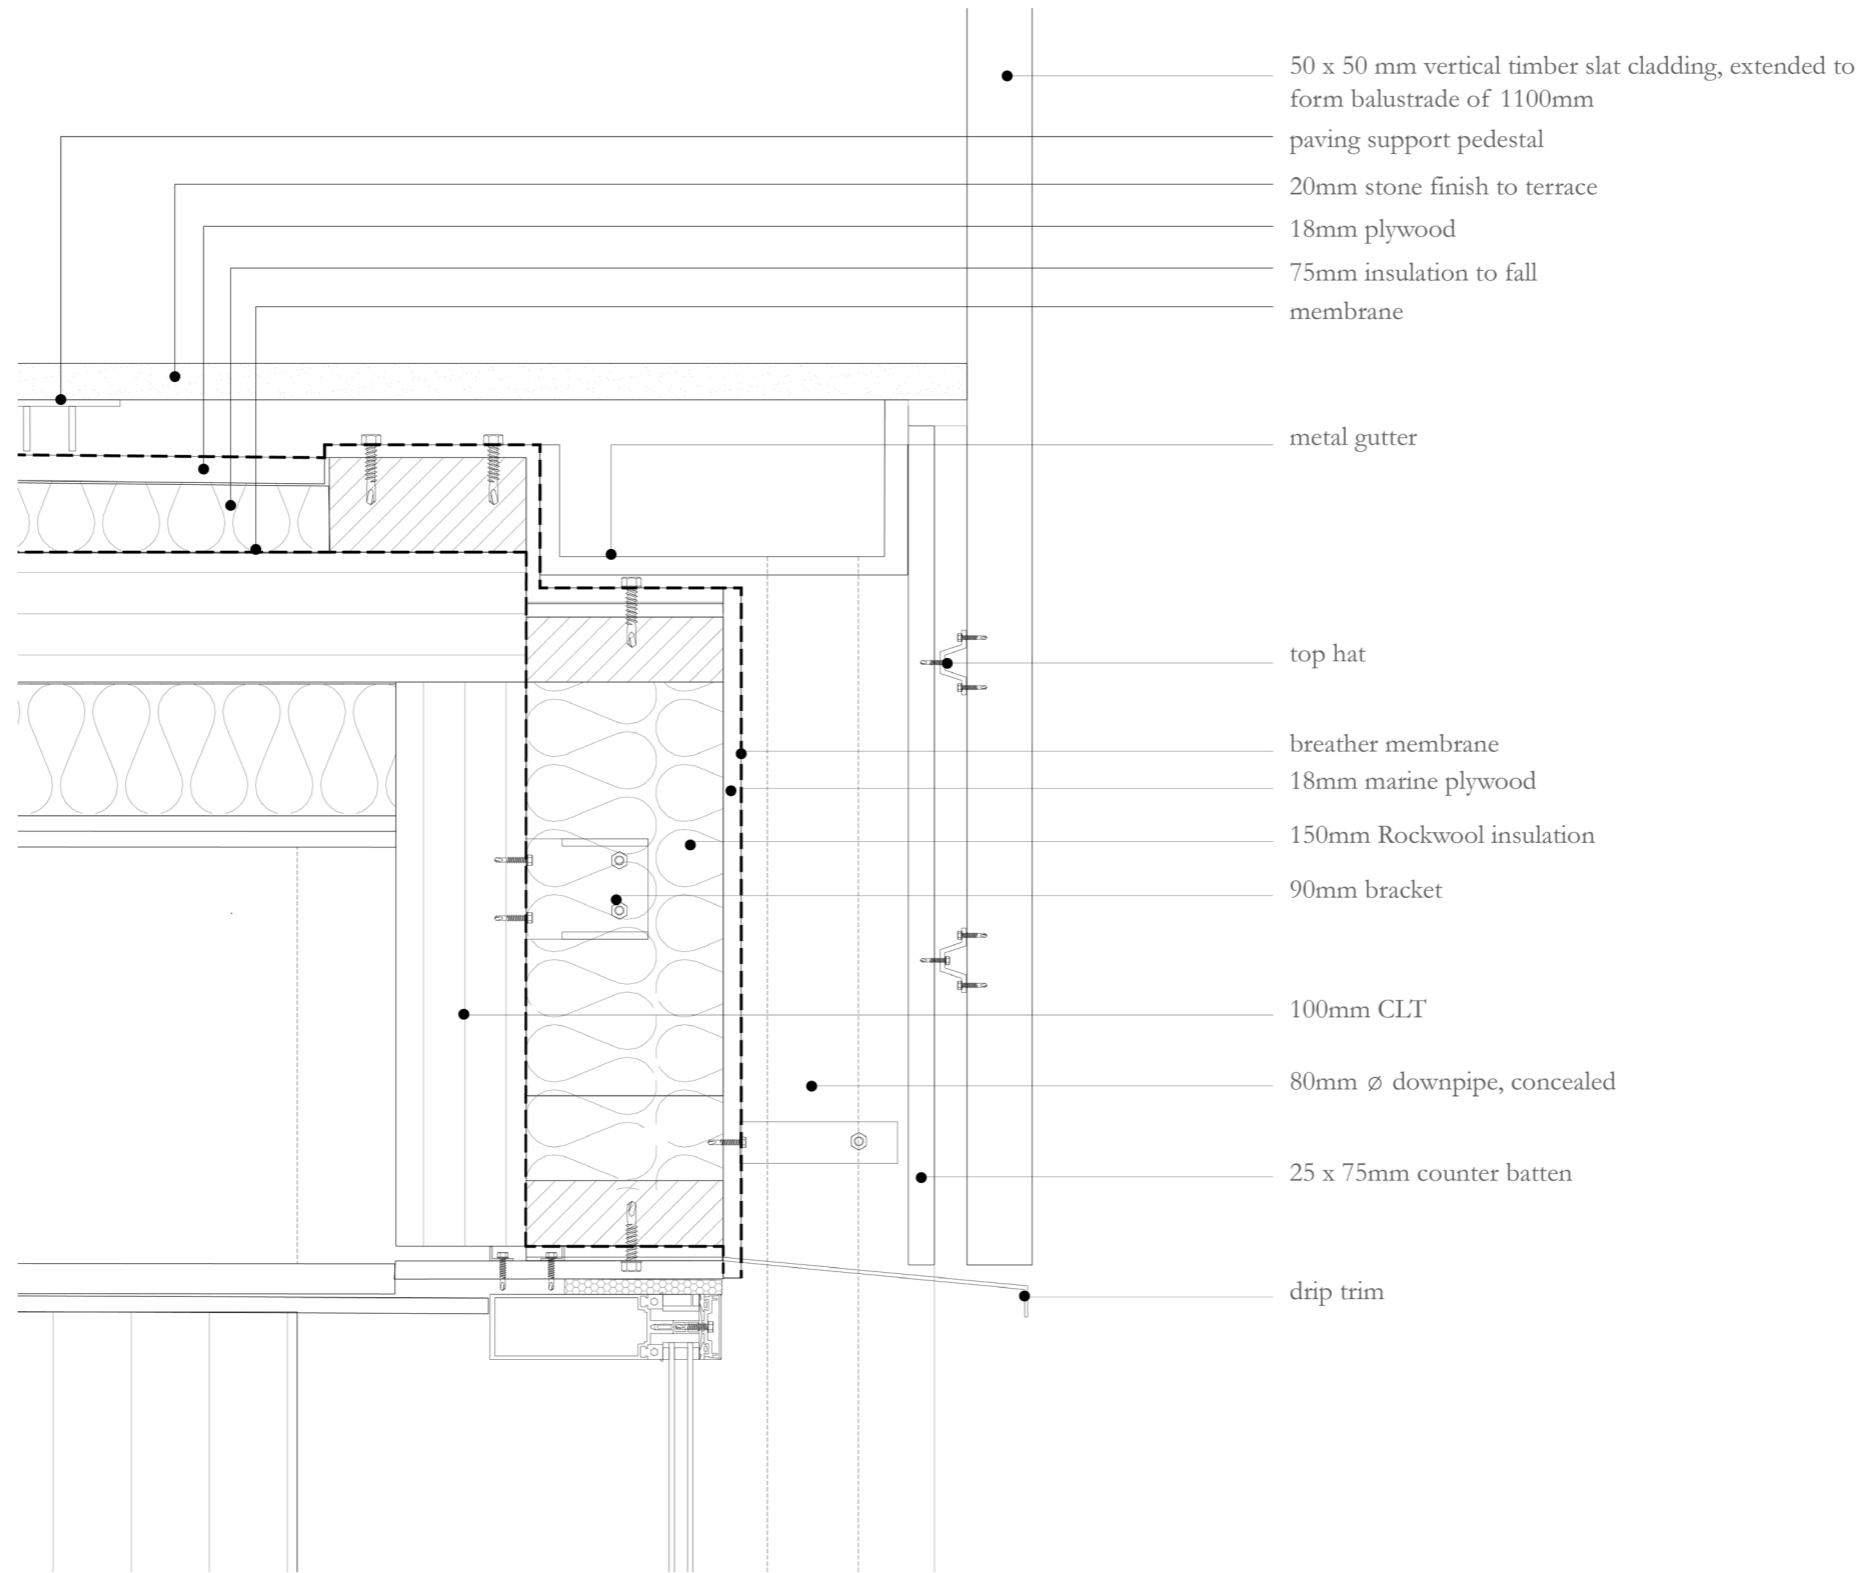 50 x 50 mm vertical timber slat cladding, extended to
form balustrade of 1100mm
paving support pedestal
20mm stone finish to terrace
18mm plywood
75mm insulation to fall
membrane
metal gutter
top hat
breather membrane
18mm marine plywood
150mm Rockwool insulation
90mm bracket
100mm CLT
80mm ⌀ downpipe, concealed
25 x 75mm counter batten
drip trim